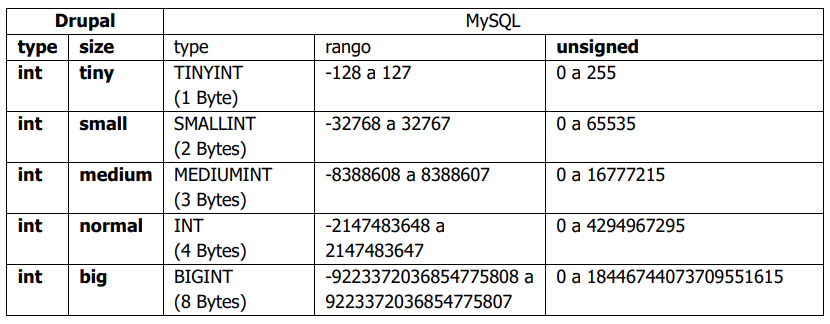 Drupal MySQL
type size type rango unsigned
int tiny TINYINT -128 a 127 0 a 255
(1 Byte)
int small SMALLINT -32768 a 32767 0 a 65535
(2 Bytes)
int medium MEDIUMINT -8388608 a 8388607 0 a 16777215
(3 Bytes)
int normal INT -2147483648 a 0 a 4294967295
(4 Bytes) 2147483647
int big BIGINT -9223372036854775808 a 0 a 18446744073709551615
(8 Bytes) 9223372036854775807